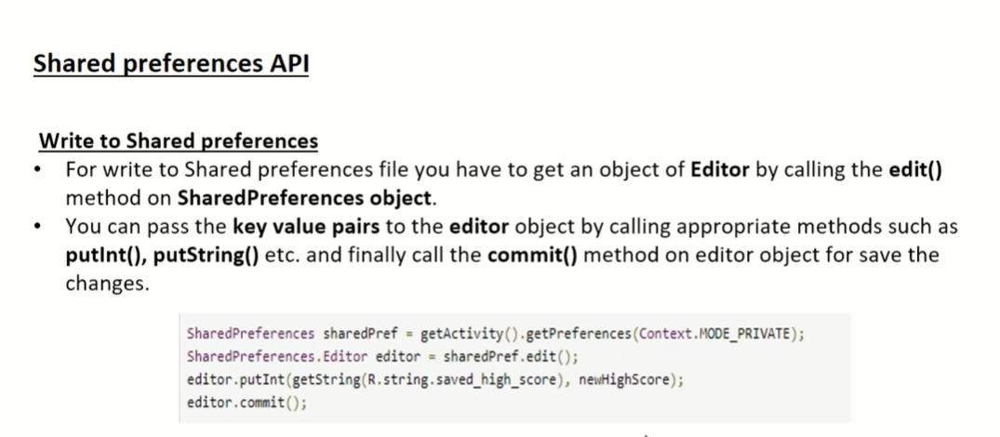 Shared preferences API
Write to Shared preferences
• For write to Shared preferences file you have to get an object of Editor by calling the edit()
method on SharedPreferences object.
• You can pass the key value pairs to the editor object by calling appropriate methods such as
putInt(), putString() etc. and finally call the commit() method on editor object for save the
changes.
SharedPreferences sharedPref = getActivity().getPreferences(Context.MODE_PRIVATE);
SharedPreferences.Editor editor = sharedPref.edit();
editor.putInt(getString(R.string.saved_high_score), newHighScore);
editor.commit();